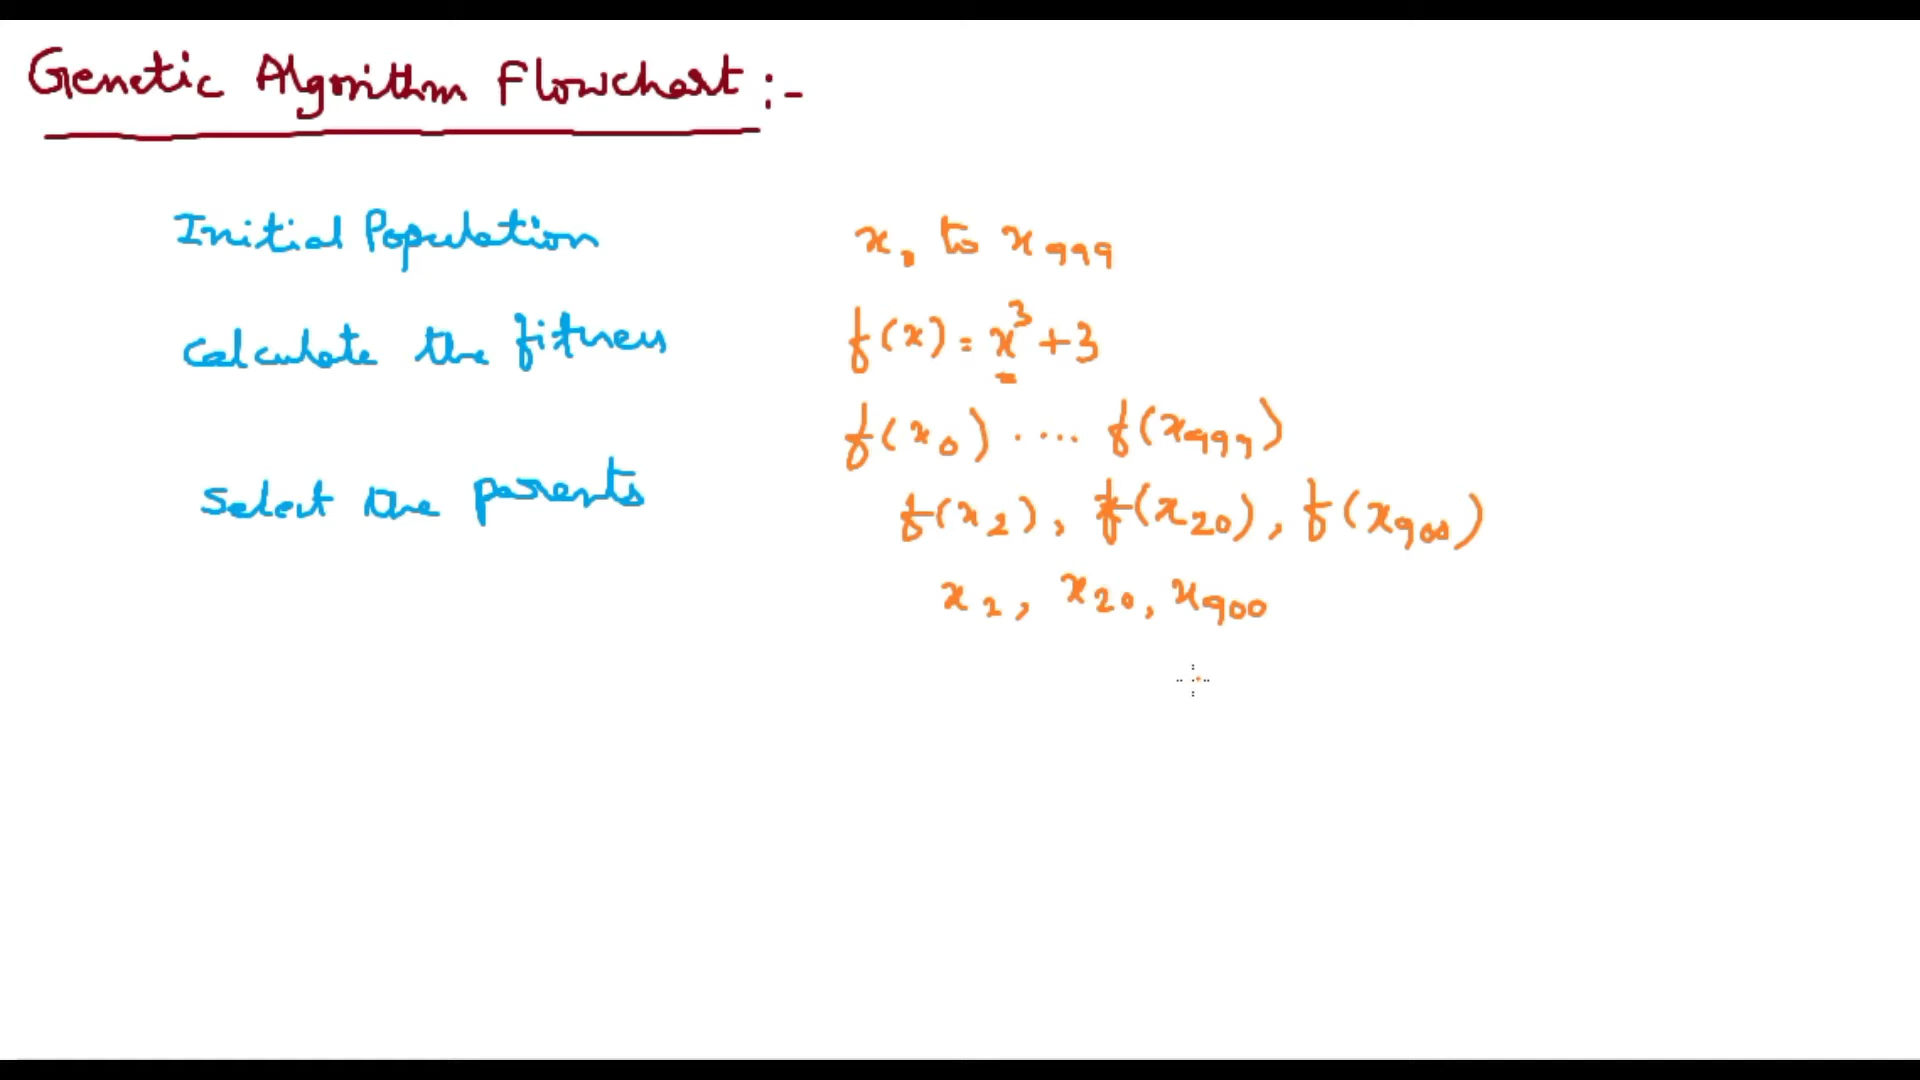 Genetic Algorithm Flowchart :-
Initial Population
x₀ to x₉₉₉
Calculate the fitness
f(x) = x³ + 3
f(x₀) .... f(x₉₉₉)
Select the parents
f(x₂), f(x₂₀), f(x₉₀₀)
x₂, x₂₀, x₉₀₀